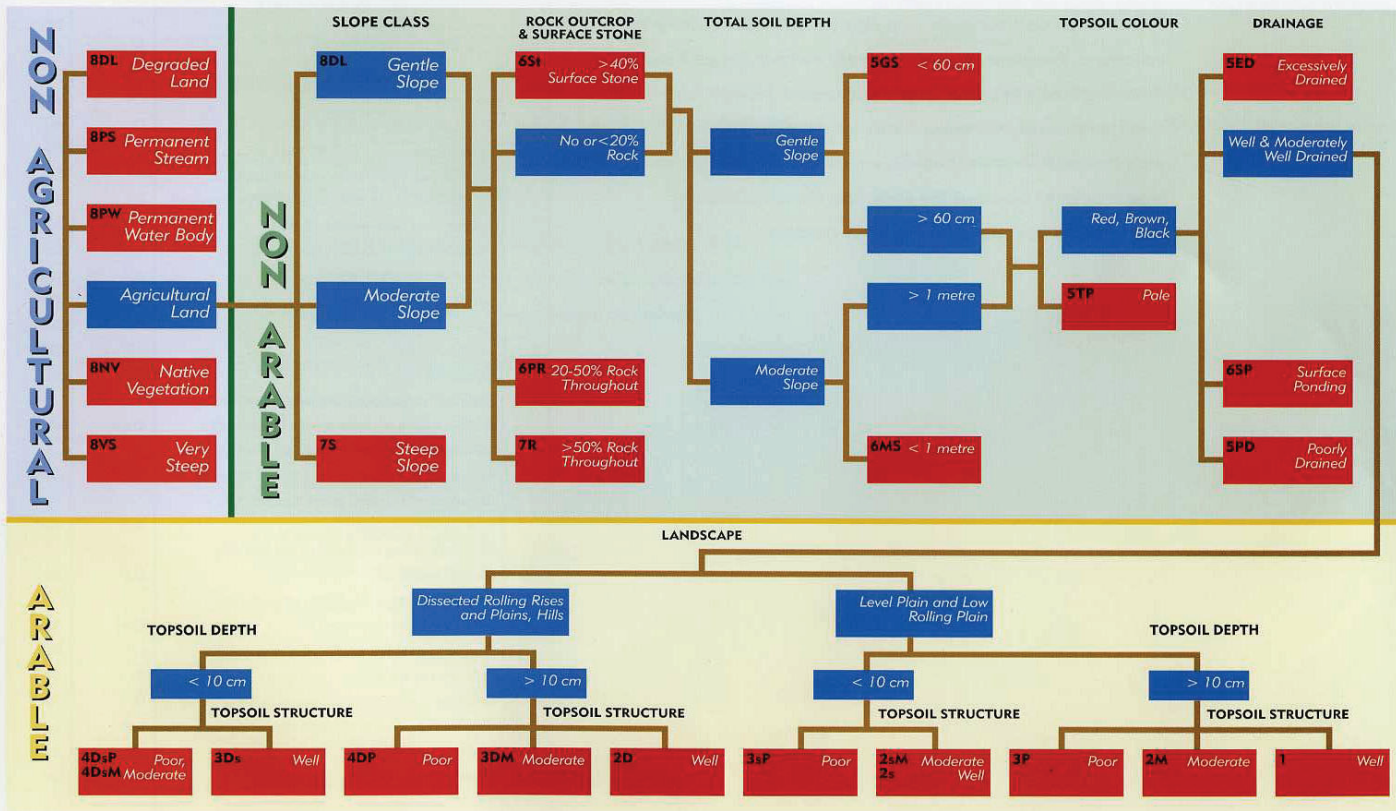 NON AGRICULTURAL
8DL Degraded
Land
8PS Permanent
Stream
8PW Permanent
Water Body
Agricultural
Land
8NV Native
Vegetation
8VS Very
Steep
NON ARABLE
SLOPE CLASS
8DL Gentle
Slope
Moderate
Slope
7S Steep
Slope
ROCK OUTCROP
& SURFACE STONE
6St >40%
Surface Stone
No or<20%
Rock
6PR 20-50% Rock
Throughout
7R >50% Rock
Throughout
TOTAL SOIL DEPTH
Gentle
Slope
Moderate
Slope
5GS < 60 cm
> 60 cm
> 1 metre
6MS < 1 metre
TOPSOIL COLOUR
Red, Brown,
Black
5TP Pale
DRAINAGE
5ED Excessively
Drained
Well & Moderately
Well Drained
6SP Surface
Ponding
5PD Poorly
Drained
ARABLE
LANDSCAPE
Dissected Rolling Rises
and Plains, Hills
Level Plain and Low
Rolling Plain
TOPSOIL DEPTH
TOPSOIL DEPTH
< 10 cm
> 10 cm
< 10 cm
> 10 cm
TOPSOIL STRUCTURE
TOPSOIL STRUCTURE
TOPSOIL STRUCTURE
TOPSOIL STRUCTURE
4DsP Poor,
4DsM Moderate
3Ds Well
4DP Poor
3DM Moderate
2D Well
3sP Poor
2sM Moderate
2s Well
3P Poor
2M Moderate
1 Well